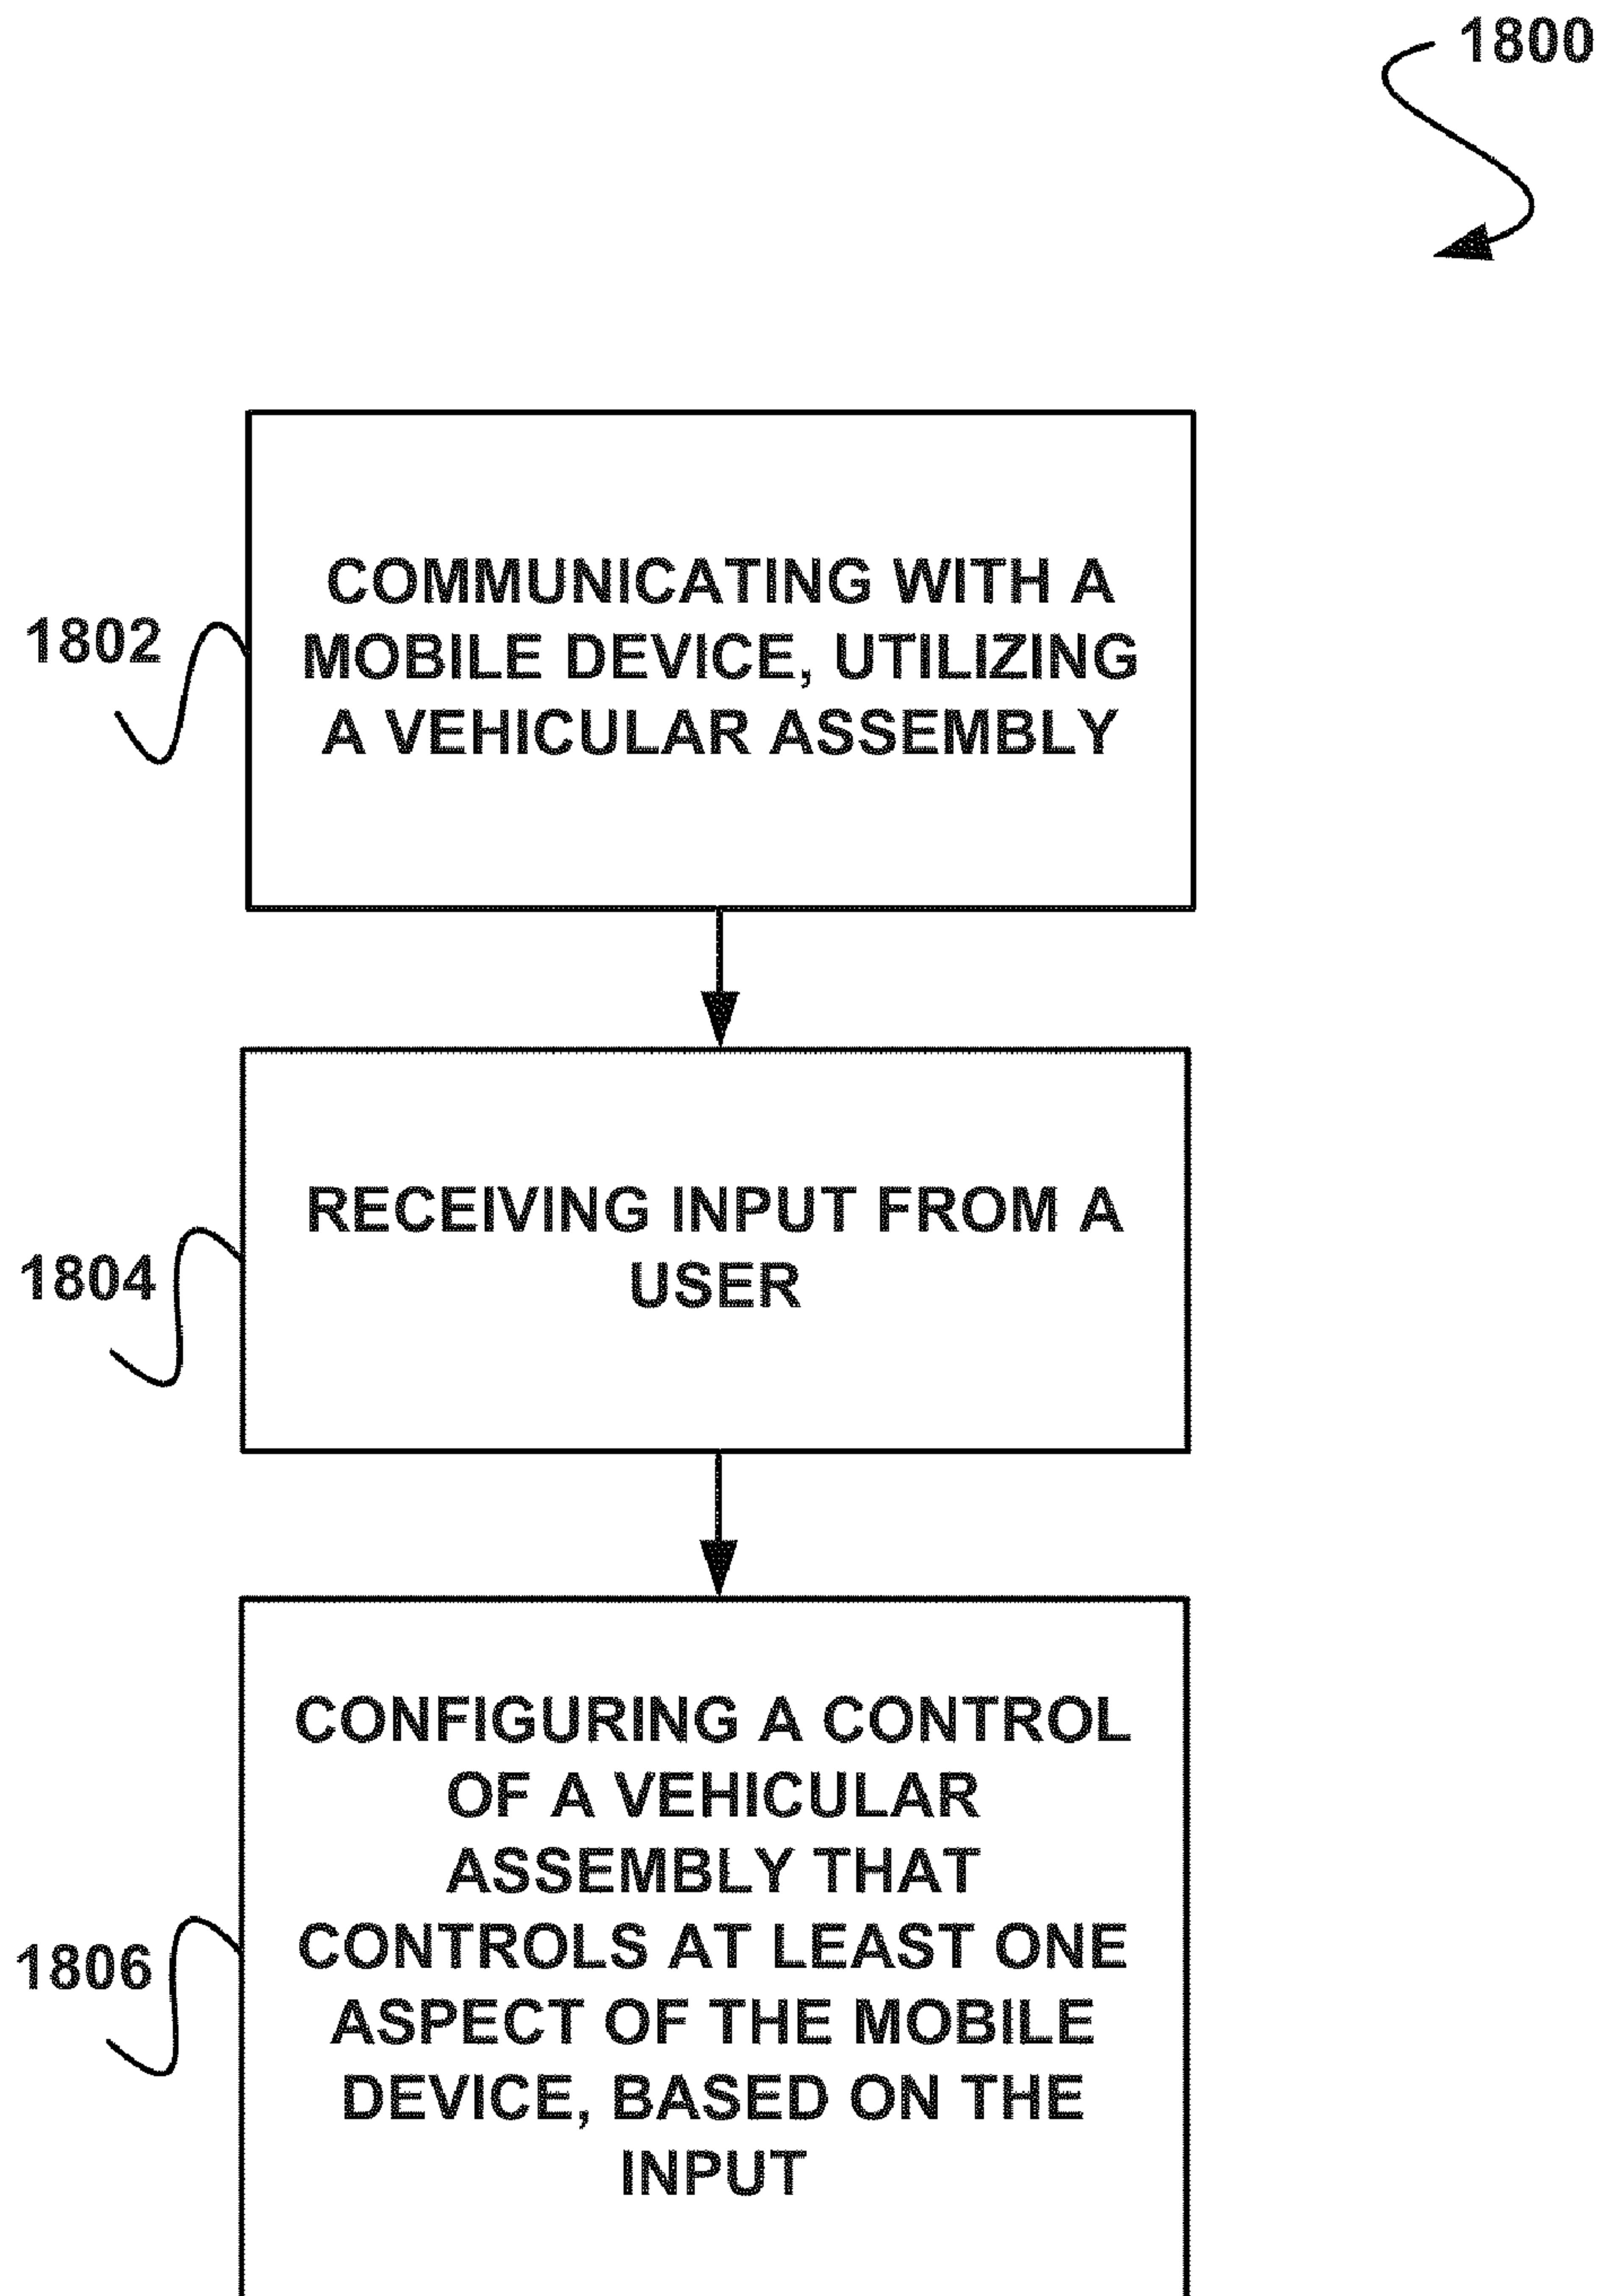 1800
1802
COMMUNICATING WITH A
MOBILE DEVICE, UTILIZING
A VEHICULAR ASSEMBLY
1804
RECEIVING INPUT FROM A
USER
1806
CONFIGURING A CONTROL
OF A VEHICULAR
ASSEMBLY THAT
CONTROLS AT LEAST ONE
ASPECT OF THE MOBILE
DEVICE, BASED ON THE
INPUT